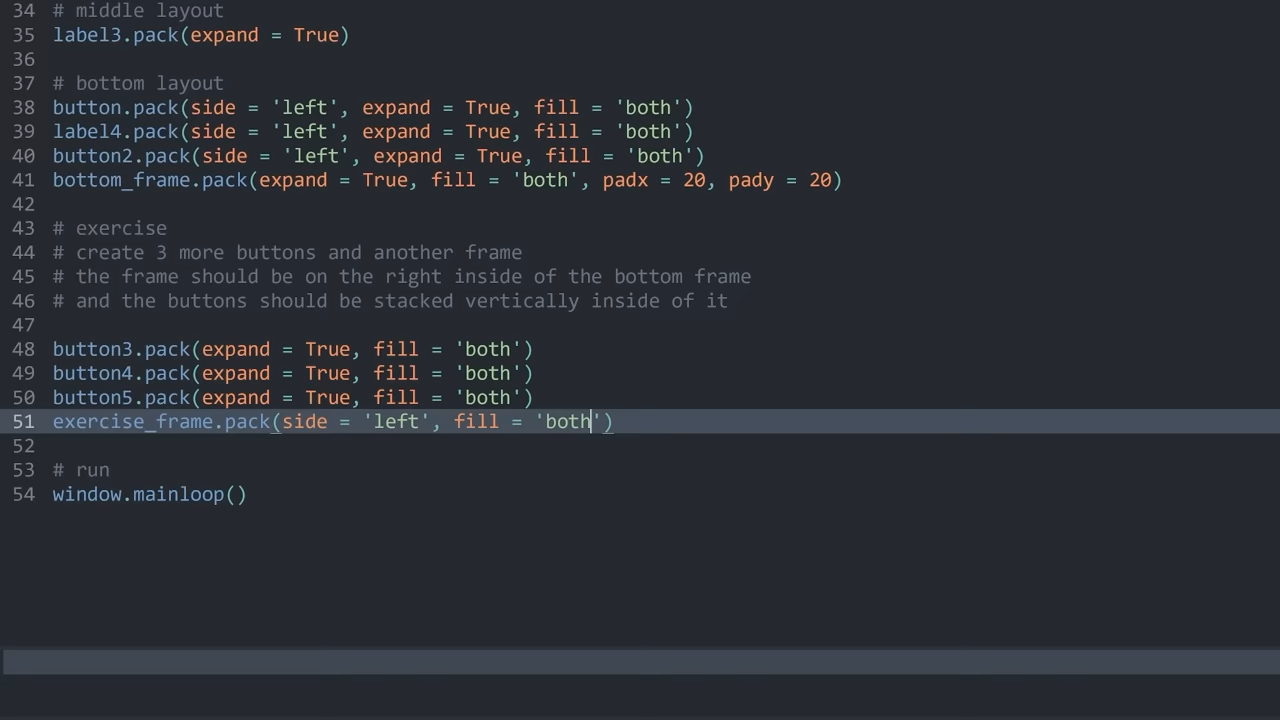 34 # middle layout
35 label3.pack(expand = True)
36
37 # bottom layout
38 button.pack(side = 'left', expand = True, fill = 'both')
39 label4.pack(side = 'left', expand = True, fill = 'both')
40 button2.pack(side = 'left', expand = True, fill = 'both')
41 bottom_frame.pack(expand = True, fill = 'both', padx = 20, pady = 20)
42
43 # exercise
44 # create 3 more buttons and another frame
45 # the frame should be on the right inside of the bottom frame
46 # and the buttons should be stacked vertically inside of it
47
48 button3.pack(expand = True, fill = 'both')
49 button4.pack(expand = True, fill = 'both')
50 button5.pack(expand = True, fill = 'both')
51 exercise_frame.pack(side = 'left', fill = 'both')
52
53 # run
54 window.mainloop()